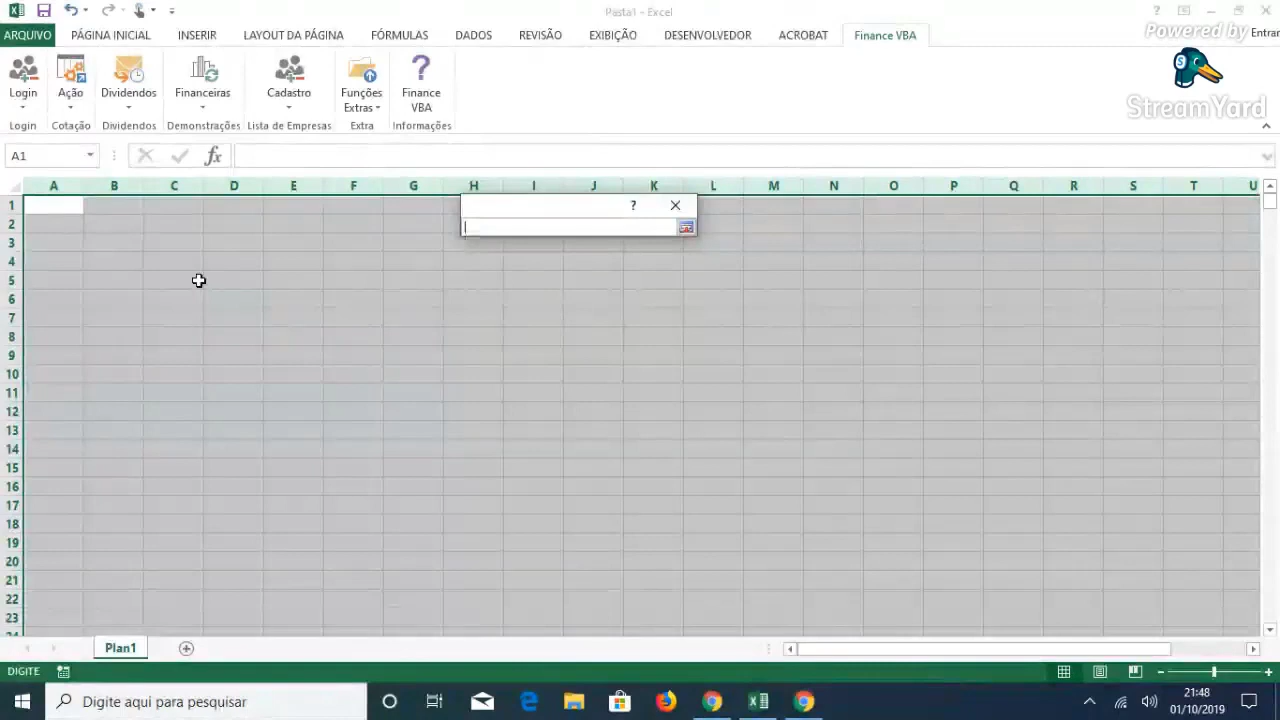 Pasta1 - Excel
?
ARQUIVO PÁGINA INICIAL INSERIR LAYOUT DA PÁGINA FÓRMULAS DADOS REVISÃO EXIBIÇÃO DESENVOLVEDOR ACROBAT Finance VBA
Powered by Entrar
StreamYard
Login Ação Dividendos Financeiras Cadastro Funções Extras Finance VBA
Login Cotação Dividendos Demonstrações Lista de Empresas Extra Informações
A1 fx
A B C D E F G H I J K L M N O P Q R S T U
?
1
2
3
4
5
6
7
8
9
10
11
12
13
14
15
16
17
18
19
20
21
22
23
24
Plan1
DIGITE
Digite aqui para pesquisar
21:48
01/10/2019